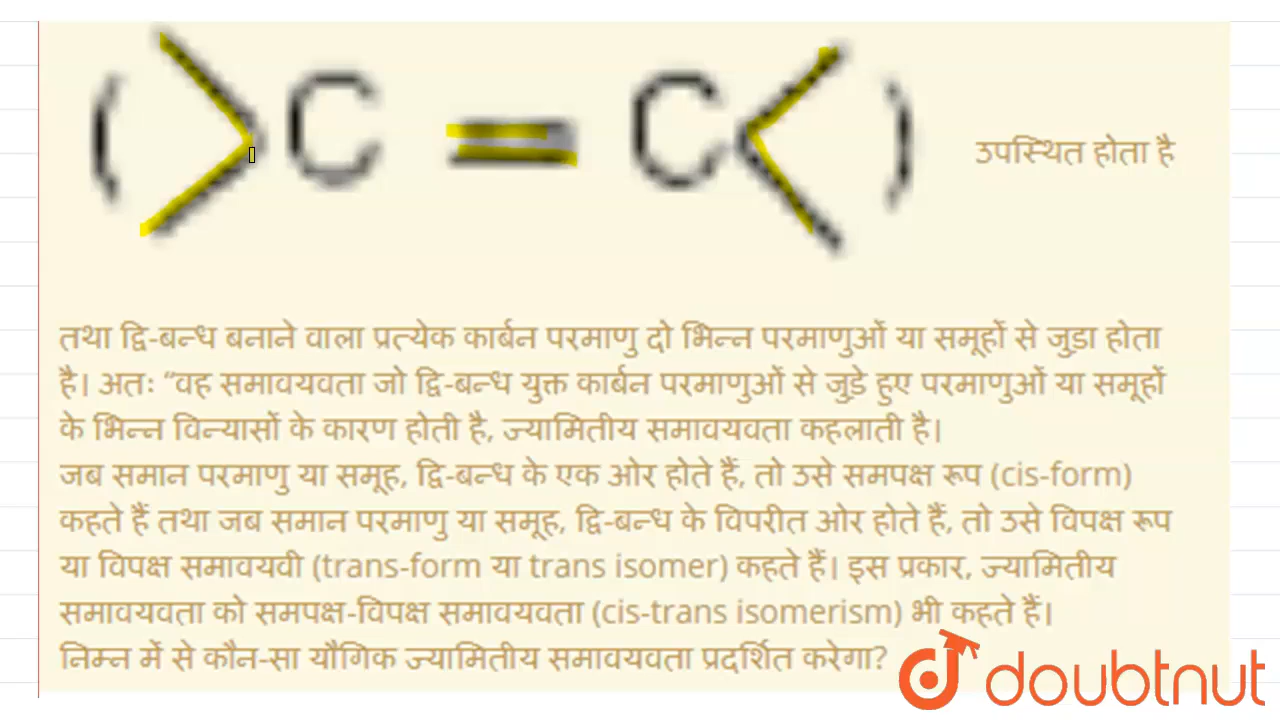 ( >C = C< ) उपस्थित होता है
तथा द्वि-बन्ध बनाने वाला प्रत्येक कार्बन परमाणु दो भिन्न परमाणुओं या समूहों से जुड़ा होता
है। अतः “वह समावयवता जो द्वि-बन्ध युक्त कार्बन परमाणुओं से जुड़े हुए परमाणुओं या समूहों
के भिन्न विन्यासों के कारण होती है, ज्यामितीय समावयवता कहलाती है।
जब समान परमाणु या समूह, द्वि-बन्ध के एक ओर होते हैं, तो उसे समपक्ष रूप (cis-form)
कहते हैं तथा जब समान परमाणु या समूह, द्वि-बन्ध के विपरीत ओर होते हैं, तो उसे विपक्ष रूप
या विपक्ष समावयवी (trans-form या trans isomer) कहते हैं। इस प्रकार, ज्यामितीय
समावयवता को समपक्ष-विपक्ष समावयवता (cis-trans isomerism) भी कहते हैं।
निम्न में से कौन-सा यौगिक ज्यामितीय समावयवता प्रदर्शित करेगा?
doubtnut